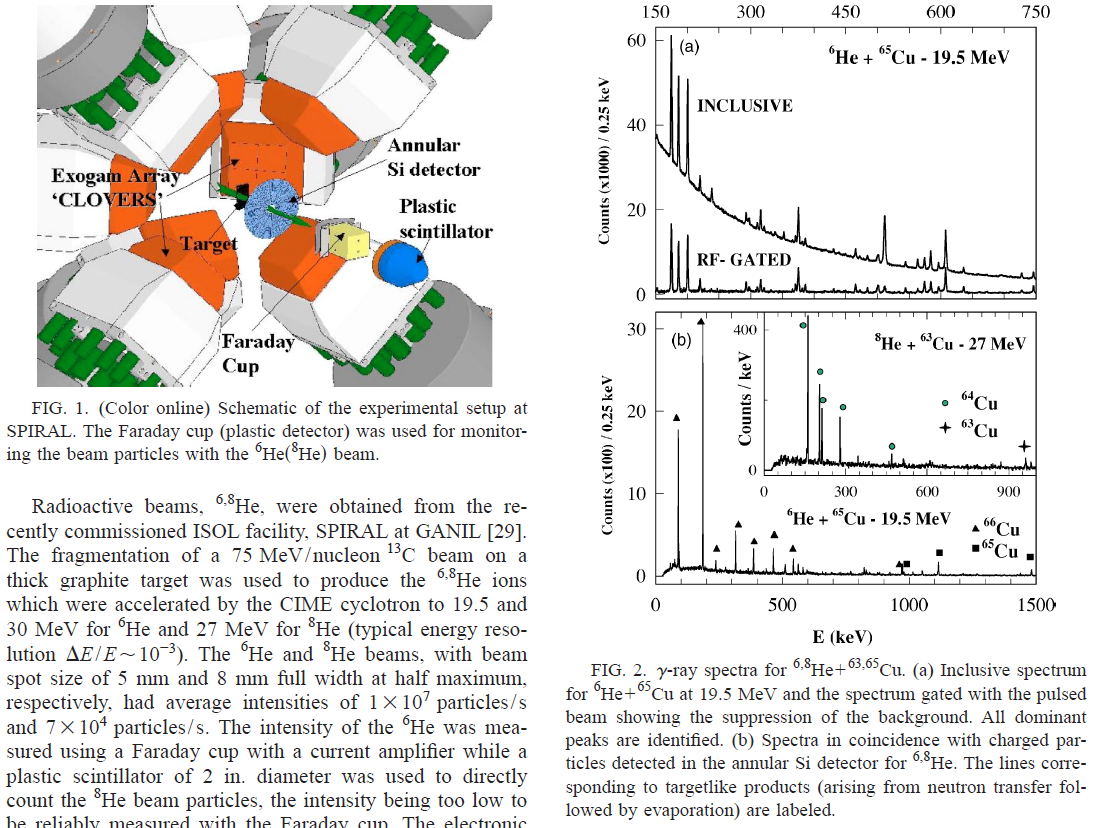 Exogam Array
'CLOVERS'
Annular
Si detector
Plastic
scintillator
Target
Faraday
Cup
FIG. 1. (Color online) Schematic of the experimental setup at
SPIRAL. The Faraday cup (plastic detector) was used for monitor-
ing the beam particles with the ⁶He(⁸He) beam.
Radioactive beams, ⁶,⁸He, were obtained from the re-
cently commissioned ISOL facility, SPIRAL at GANIL [29].
The fragmentation of a 75 MeV/nucleon ¹³C beam on a
thick graphite target was used to produce the ⁶,⁸He ions
which were accelerated by the CIME cyclotron to 19.5 and
30 MeV for ⁶He and 27 MeV for ⁸He (typical energy reso-
lution ΔE/E~10⁻³). The ⁶He and ⁸He beams, with beam
spot size of 5 mm and 8 mm full width at half maximum,
respectively, had average intensities of 1×10⁷ particles/s
and 7×10⁴ particles/s. The intensity of the ⁶He was mea-
sured using a Faraday cup with a current amplifier while a
plastic scintillator of 2 in. diameter was used to directly
count the ⁸He beam particles, the intensity being too low to
be reliably measured with the Faraday cup. The electronic
150 300 450 600 750
(a)
⁶He + ⁶⁵Cu - 19.5 MeV
INCLUSIVE
RF- GATED
60
40
20
0
Counts (x1000) / 0.25 keV
(b)
⁸He + ⁶³Cu - 27 MeV
400
0
Counts / keV
⁶⁴Cu
⁶³Cu
0 300 600 900
⁶He + ⁶⁵Cu - 19.5 MeV
⁶⁶Cu
⁶⁵Cu
30
20
10
0
Counts (x100) / 0.25 keV
0 500 1000 1500
E (keV)
FIG. 2. γ-ray spectra for ⁶,⁸He+⁶³,⁶⁵Cu. (a) Inclusive spectrum
for ⁶He+⁶⁵Cu at 19.5 MeV and the spectrum gated with the pulsed
beam showing the suppression of the background. All dominant
peaks are identified. (b) Spectra in coincidence with charged par-
ticles detected in the annular Si detector for ⁶,⁸He. The lines corre-
sponding to targetlike products (arising from neutron transfer fol-
lowed by evaporation) are labeled.